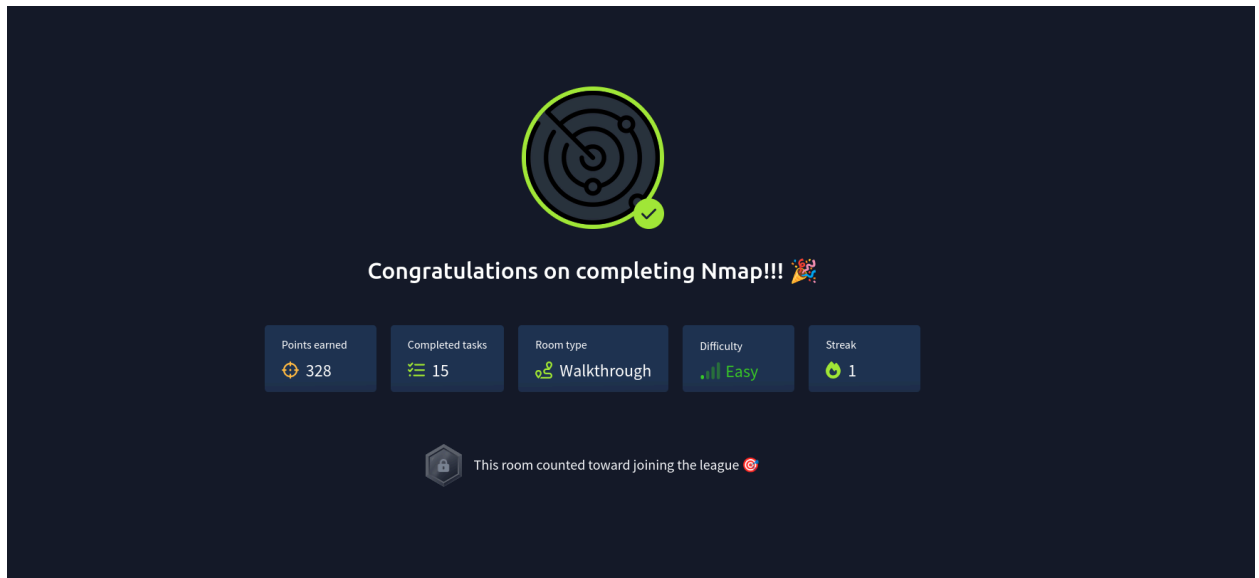 Congratulations on completing Nmap!!! 🎉
Points earned
328
Completed tasks
15
Room type
Walkthrough
Difficulty
Easy
Streak
1
This room counted toward joining the league 🎯